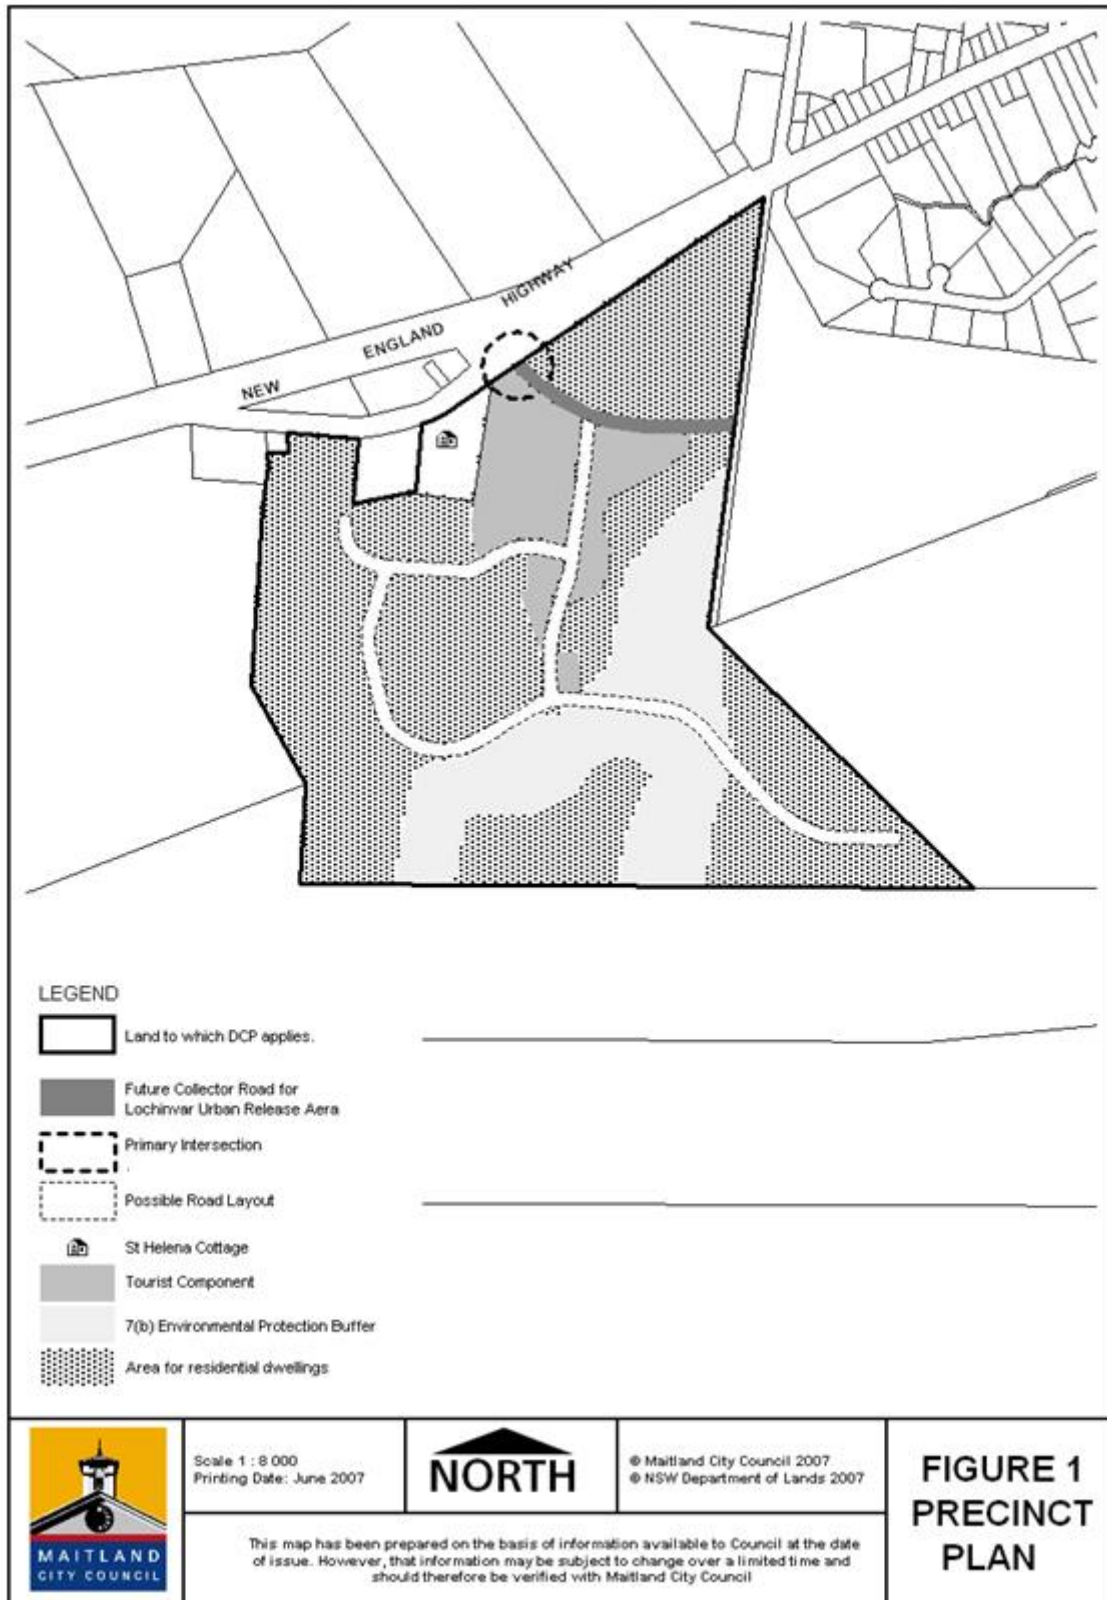 HIGHWAY
ENGLAND
NEW
LEGEND
Land to which DCP applies.
Future Collector Road for
Lochinvar Urban Release Aera
Primary Intersection
.
Possible Road Layout
St Helena Cottage
Tourist Component
7(b) Environmental Protection Buffer
Area for residential dwellings
MAITLAND
CITY COUNCIL
Scale 1 : 8 000
Printing Date: June 2007
NORTH
© Maitland City Council 2007
© NSW Department of Lands 2007
This map has been prepared on the basis of information available to Council at the date
of issue. However, that information may be subject to change over a limited time and
should therefore be verified with Maitland City Council
FIGURE 1
PRECINCT
PLAN